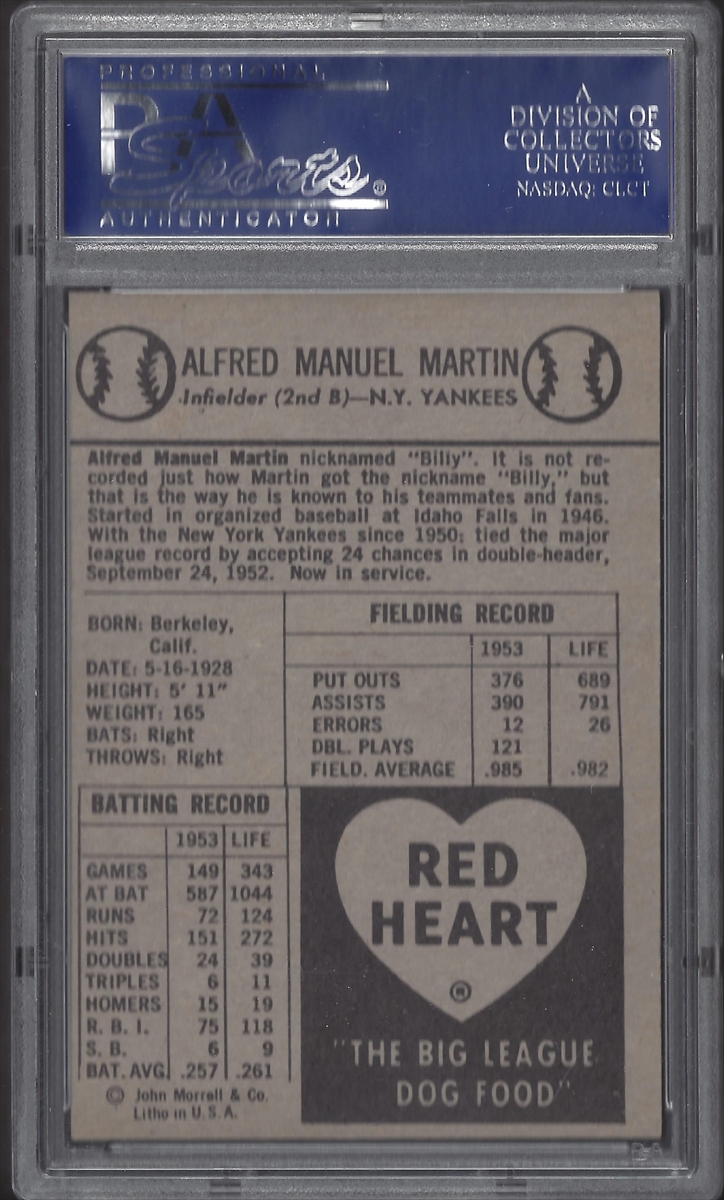 PROFESSIONAL
PSA
Sports®
AUTHENTICATOR
A
DIVISION OF
COLLECTORS
UNIVERSE
NASDAQ: CLCT
ALFRED MANUEL MARTIN
Infielder (2nd B)—N.Y. YANKEES
Alfred Manuel Martin nicknamed "Billy". It is not re-
corded just how Martin got the nickname "Billy," but
that is the way he is known to his teammates and fans.
Started in organized baseball at Idaho Falls in 1946.
With the New York Yankees since 1950; tied the major
league record by accepting 24 chances in double-header,
September 24, 1952. Now in service.
BORN: Berkeley,
Calif.
DATE: 5-16-1928
HEIGHT: 5' 11"
WEIGHT: 165
BATS: Right
THROWS: Right
FIELDING RECORD
1953 LIFE
PUT OUTS 376 689
ASSISTS 390 791
ERRORS 12 26
DBL. PLAYS 121
FIELD. AVERAGE .985 .982
BATTING RECORD
1953 LIFE
GAMES 149 343
AT BAT 587 1044
RUNS 72 124
HITS 151 272
DOUBLES 24 39
TRIPLES 6 11
HOMERS 15 19
R. B. I. 75 118
S. B. 6 9
BAT. AVG. .257 .261
© John Morrell & Co.
Litho in U. S. A.
RED
HEART
®
"THE BIG LEAGUE
DOG FOOD"
PSA